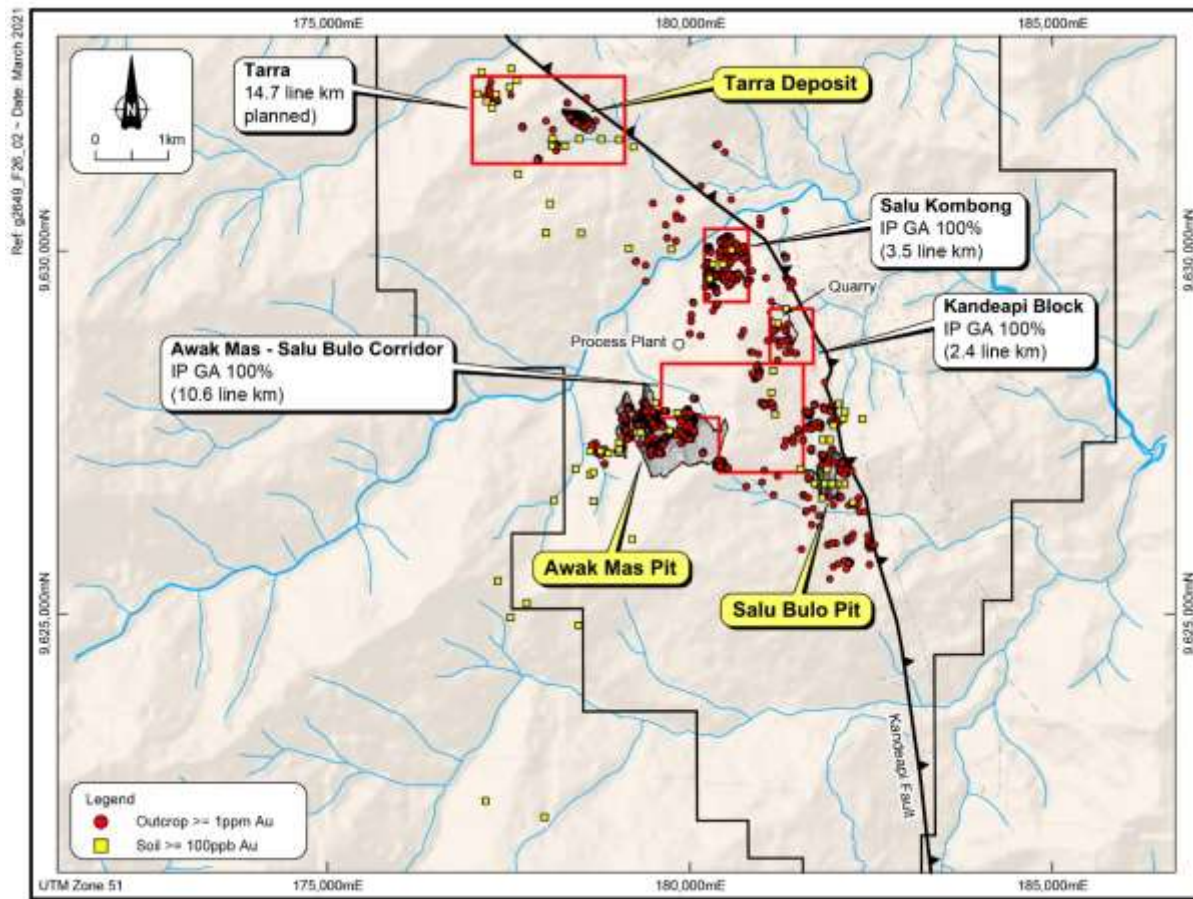 175,000mE
180,000mE
185,000mE
Ref: g2649_F26_02 ~ Date: March 2021
N
0 1km
Tarra
14.7 line km
planned)
Tarra Deposit
9,630,000mN
9,630,000mN
Salu Kombong
IP GA 100%
(3.5 line km)
Quarry
Kandeapi Block
IP GA 100%
(2.4 line km)
Process Plant
Awak Mas - Salu Bulo Corridor
IP GA 100%
(10.6 line km)
Awak Mas Pit
Salu Bulo Pit
9,625,000mN
9,625,000mN
Kandeapi Fault
Legend
Outcrop >= 1ppm Au
Soil >= 100ppb Au
UTM Zone 51
175,000mE
180,000mE
185,000mE